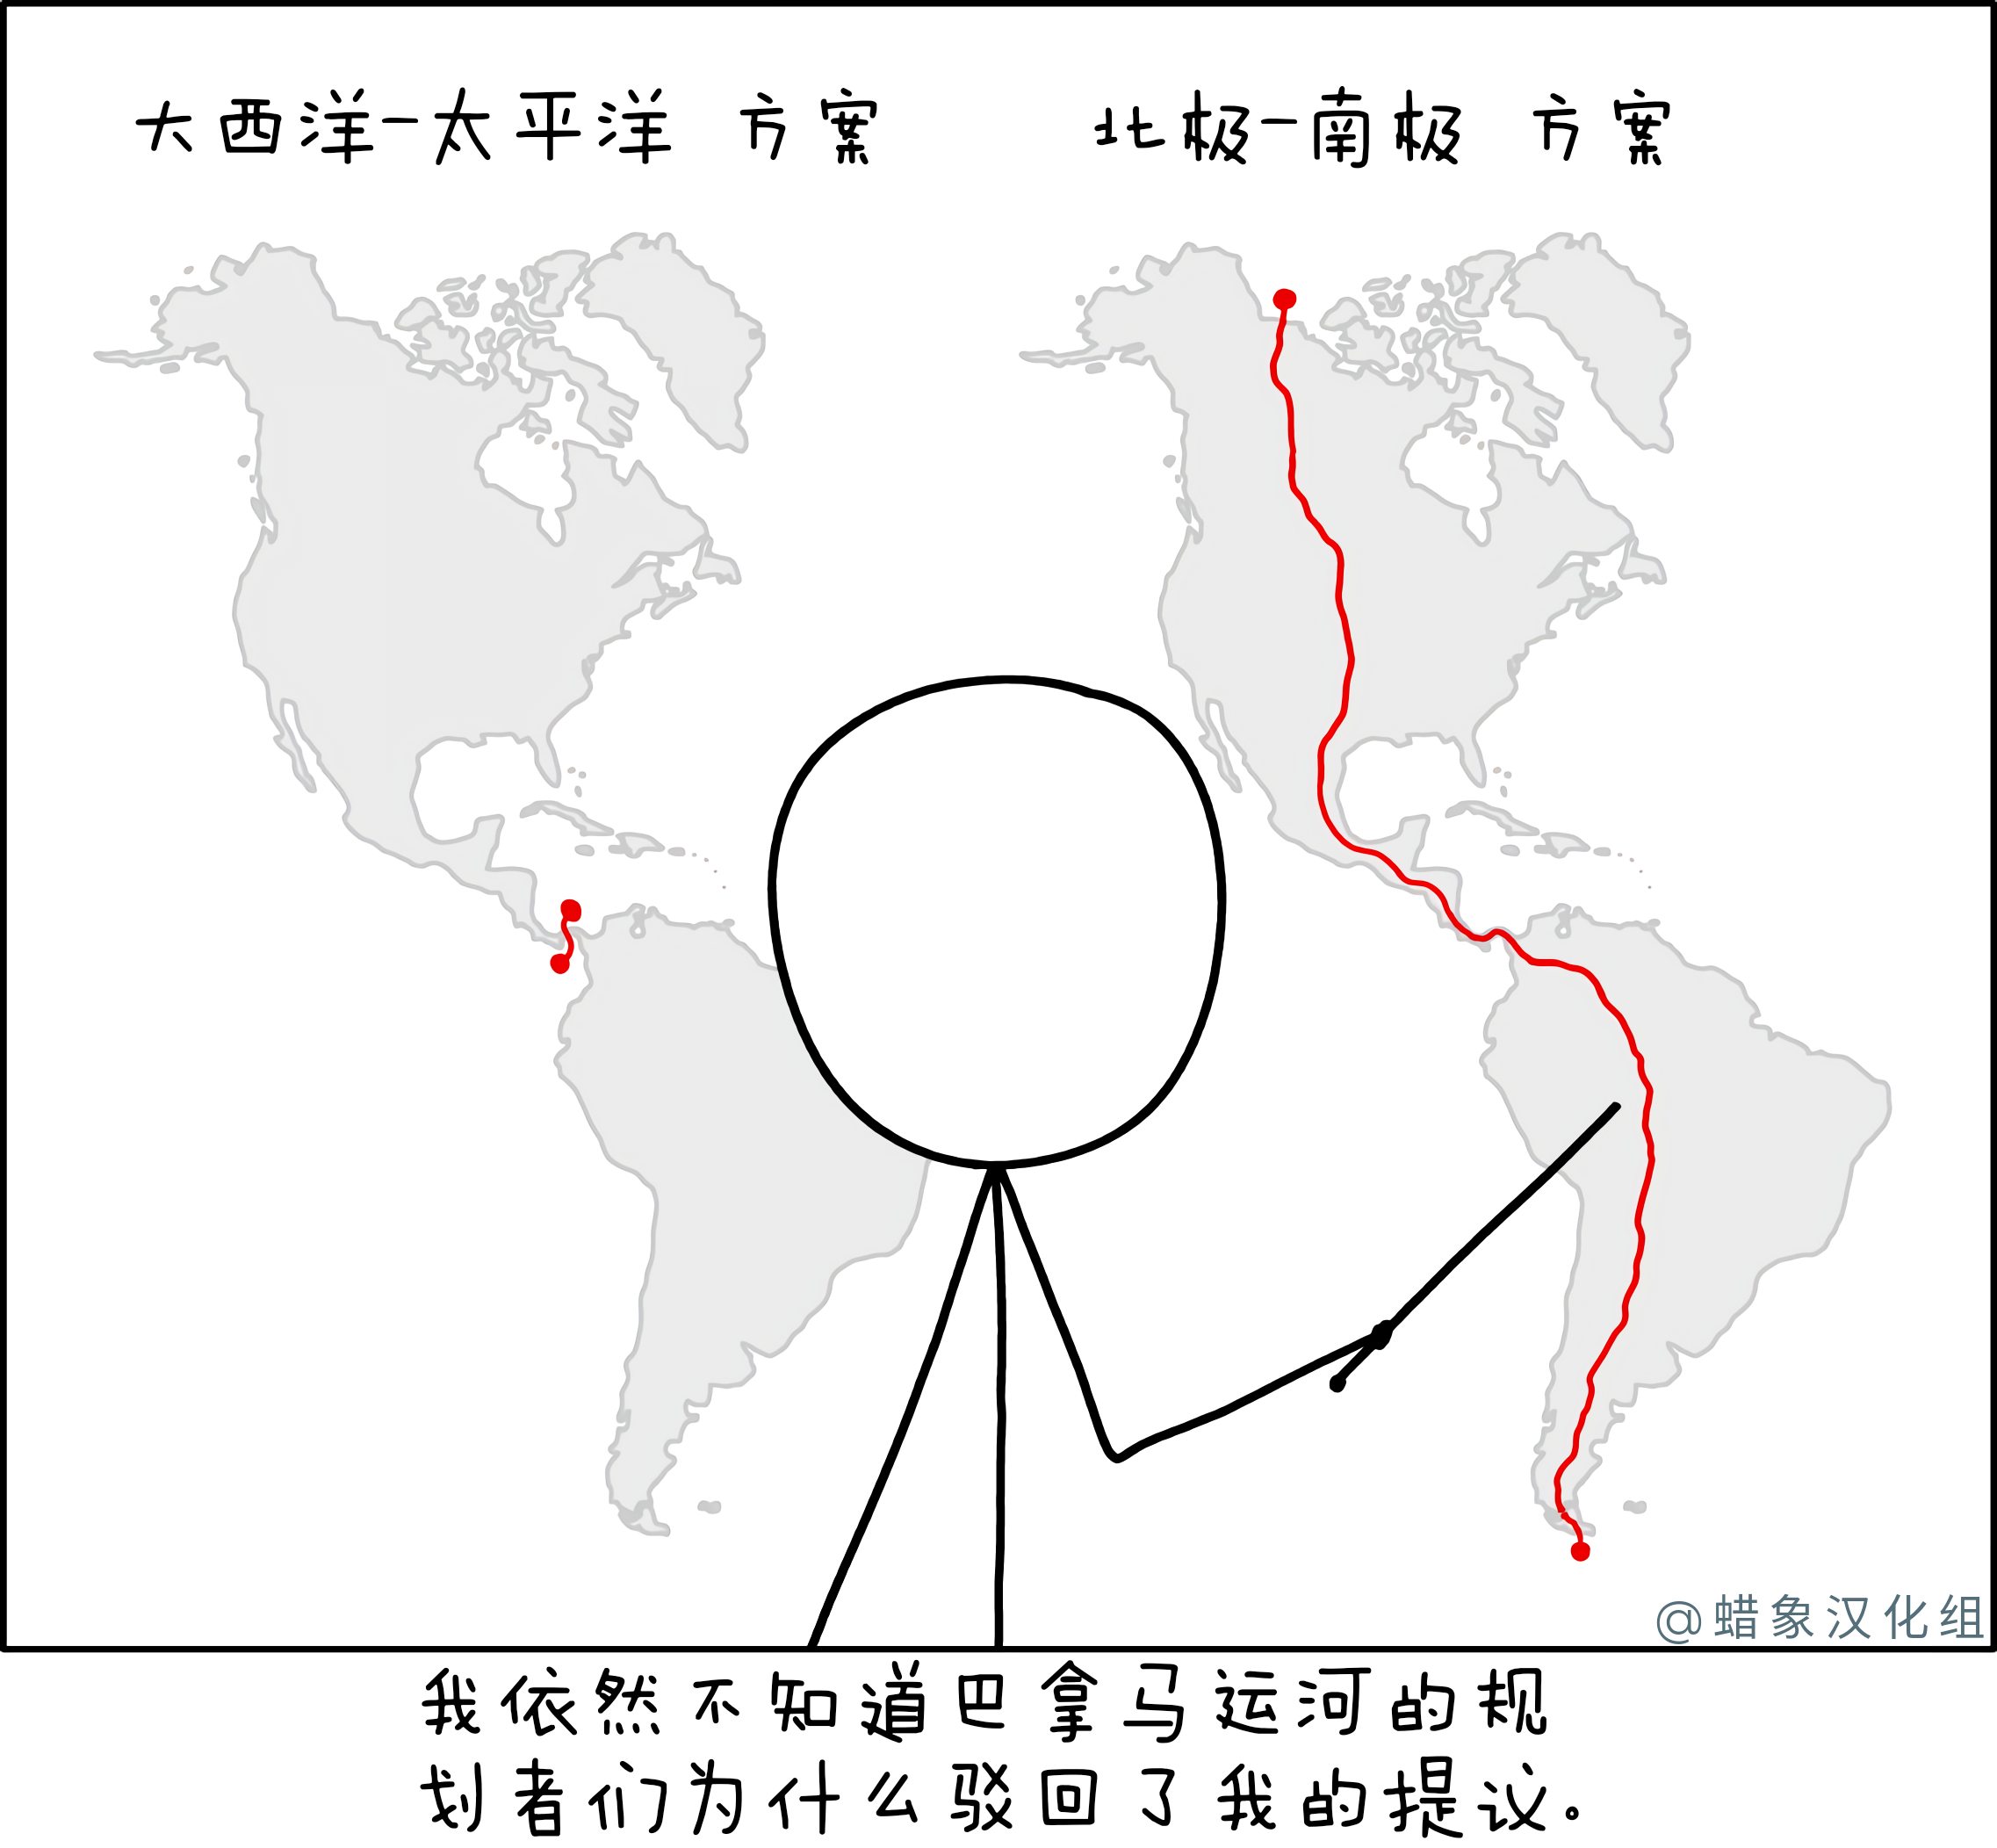 大西洋—太平洋 方案
北极—南极 方案
@蜡象汉化组
我依然不知道巴拿马运河的规
划者们为什么驳回了我的提议。